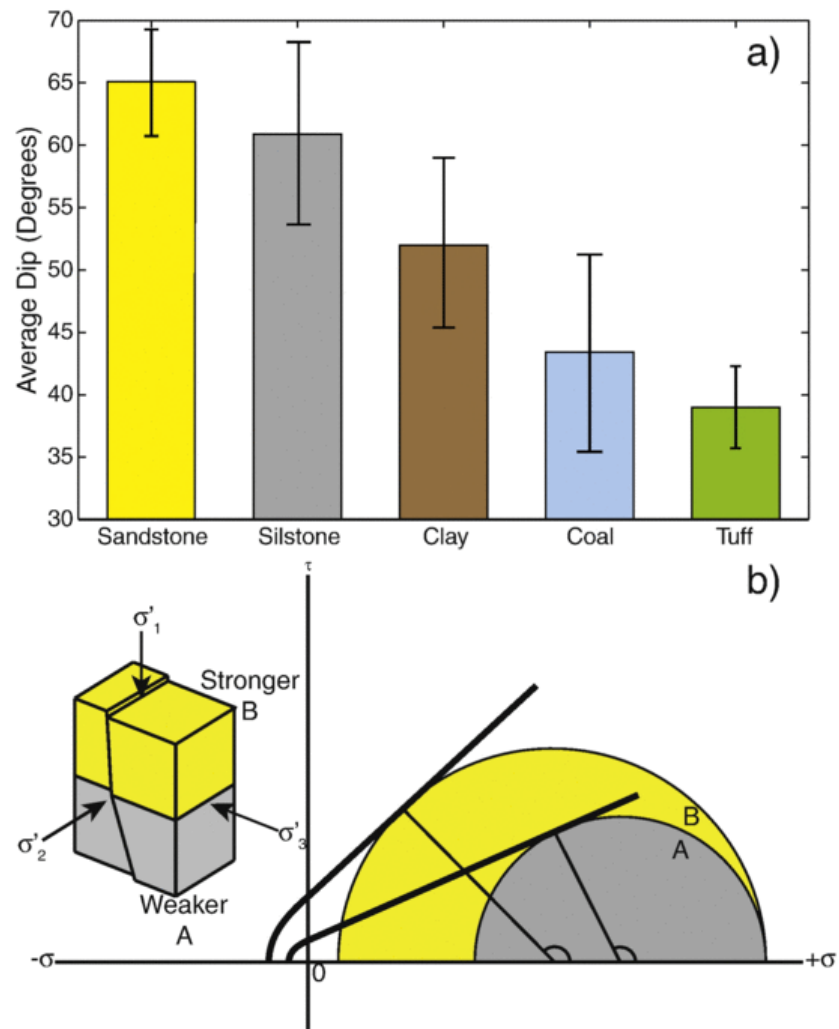 a)
Average Dip (Degrees)
70
65
60
55
50
45
40
35
30
Sandstone Silstone Clay Coal Tuff
b)
τ
σ'₁
Stronger
B
σ'₂
σ'₃
Weaker
A
B
A
-σ
0
+σ